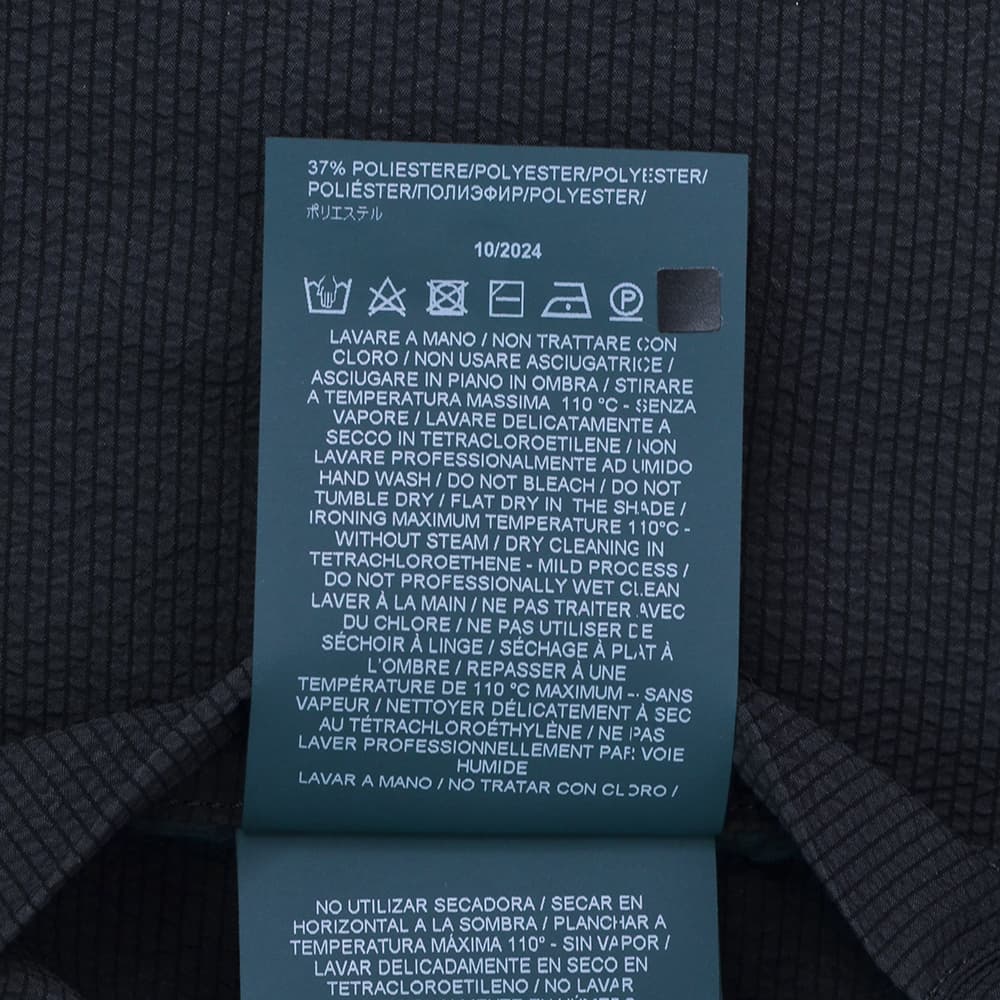 37% POLIESTERE/POLYESTER/POLYESTER/
POLIÉSTER/ПОЛИЭФИР/POLYESTER/
ポリエステル
10/2024
P
LAVARE A MANO / NON TRATTARE CON
CLORO / NON USARE ASCIUGATRICE /
ASCIUGARE IN PIANO IN OMBRA / STIRARE
A TEMPERATURA MASSIMA 110 °C - SENZA
VAPORE / LAVARE DELICATAMENTE A
SECCO IN TETRACLOROETILENE / NON
LAVARE PROFESSIONALMENTE AD UMIDO
HAND WASH / DO NOT BLEACH / DO NOT
TUMBLE DRY / FLAT DRY IN THE SHADE /
IRONING MAXIMUM TEMPERATURE 110°C -
WITHOUT STEAM / DRY CLEANING IN
TETRACHLOROETHENE - MILD PROCESS /
DO NOT PROFESSIONALLY WET CLEAN
LAVER À LA MAIN / NE PAS TRAITER AVEC
DU CHLORE / NE PAS UTILISER DE
SÉCHOIR À LINGE / SÉCHAGE À PLAT À
L'OMBRE / REPASSER À UNE
TEMPÉRATURE DE 110 °C MAXIMUM - SANS
VAPEUR / NETTOYER DÉLICATEMENT À SEC
AU TÉTRACHLOROÉTHYLÈNE / NE PAS
LAVER PROFESSIONNELLEMENT PAR VOIE
HUMIDE
LAVAR A MANO / NO TRATAR CON CLORO /
NO UTILIZAR SECADORA / SECAR EN
HORIZONTAL A LA SOMBRA / PLANCHAR A
TEMPERATURA MÁXIMA 110° - SIN VAPOR /
LAVAR DELICADAMENTE EN SECO EN
TETRACLOROETILENO / NO LAVAR